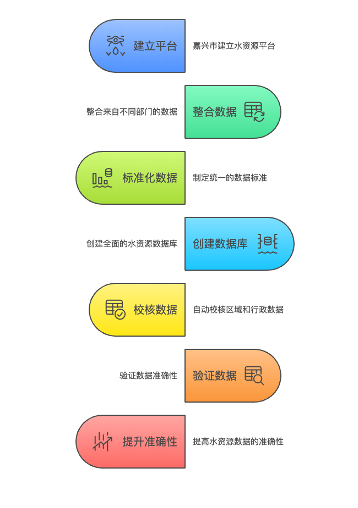 建立平台
嘉兴市建立水资源平台
整合来自不同部门的数据
整合数据
标准化数据
制定统一的数据标准
创建全面的水资源数据库
创建数据库
校核数据
自动校核区域和行政数据
验证数据准确性
验证数据
提升准确性
提高水资源数据的准确性